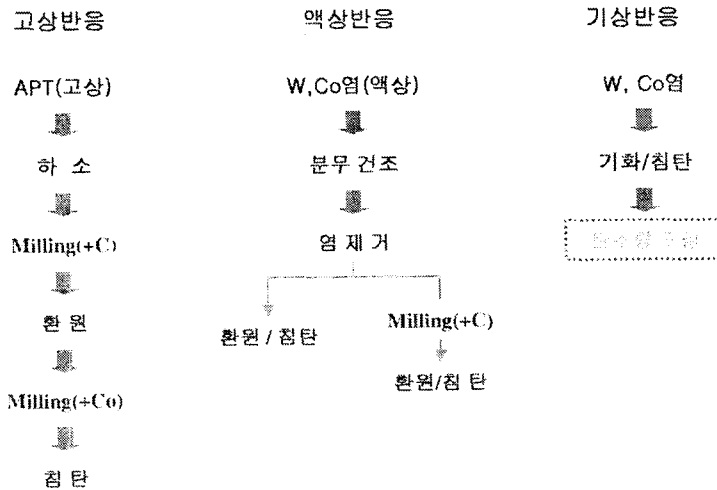 고상반응
APT(고상)
하 소
Milling(+C)
환 원
Milling(+Co)
침 탄
액상반응
W,Co염(액상)
분무 건조
염 제 거
환원 / 침탄
Milling(+C)
환원/침 탄
기상반응
W, Co염
기화/침탄